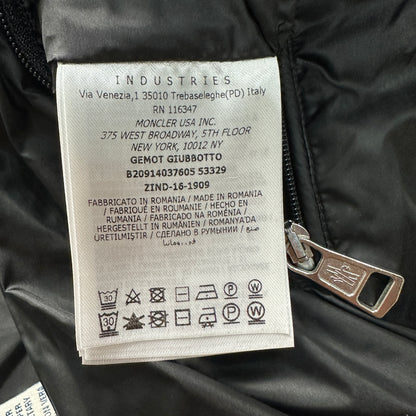 INDUSTRIES
Via Venezia,1 35010 Trebaseleghe(PD) Italy
RN 116347
MONCLER USA INC.
375 WEST BROADWAY, 5TH FLOOR
NEW YORK, 10012 NY
GEMOT GIUBBOTTO
B20914037605 53329
ZIND-16-1909
FABBRICATO IN ROMANIA / MADE IN ROMANIA
/ FABRIQUÉ EN ROUMANIE / HECHO EN
RUMANIA / FABRICADO NA ROMÉNIA /
HERGESTELLT IN RUMÄNIEN / ROMANYA'DA
ÜRETILMIŞTIR / СДЕЛАНО В РУМЫНИИ /
30 P W
30 P W